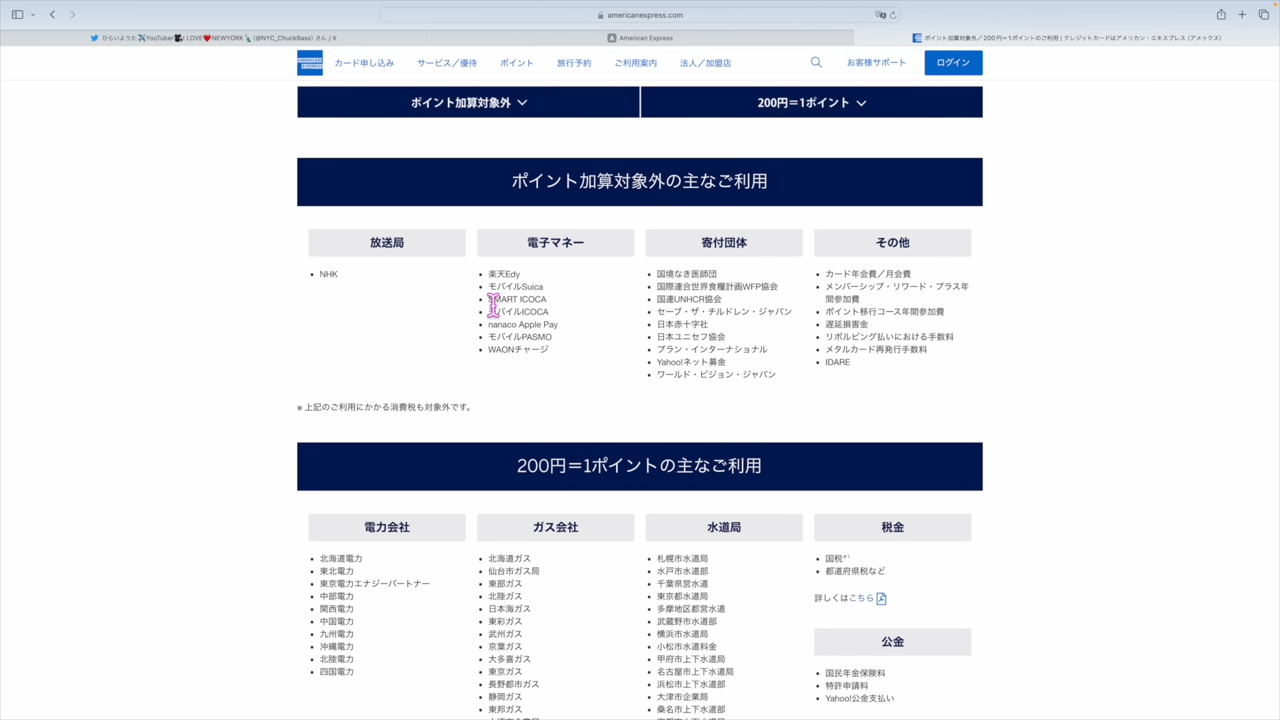 americanexpress.com
ひらいようた✈YouTuber🎥I LOVE❤NEWYORK🗽 (@NYC_ChuckBass) さん / X
American Express
ポイント加算対象外／200円＝1ポイントのご利用 | クレジットカードはアメリカン・エキスプレス (アメックス)
AMERICAN EXPRESS
カード申し込み
サービス／優待
ポイント
旅行予約
ご利用案内
法人／加盟店
お客様サポート
ログイン
ポイント加算対象外
200円＝1ポイント
ポイント加算対象外の主なご利用
放送局
NHK
電子マネー
楽天Edy
モバイルSuica
SMART ICOCA
モバイルICOCA
nanaco Apple Pay
モバイルPASMO
WAONチャージ
寄付団体
国境なき医師団
国際連合世界食糧計画WFP協会
国連UNHCR協会
セーブ・ザ・チルドレン・ジャパン
日本赤十字社
日本ユニセフ協会
プラン・インターナショナル
Yahoo!ネット募金
ワールド・ビジョン・ジャパン
その他
カード年会費／月会費
メンバーシップ・リワード・プラス年
間参加費
ポイント移行コース年間参加費
遅延損害金
リボルビング払いにおける手数料
メタルカード再発行手数料
IDARE
※ 上記のご利用にかかる消費税も対象外です。
200円＝1ポイントの主なご利用
電力会社
北海道電力
東北電力
東京電力エナジーパートナー
中部電力
関西電力
中国電力
九州電力
沖縄電力
北陸電力
四国電力
ガス会社
北海道ガス
仙台市ガス局
東部ガス
北陸ガス
日本海ガス
東彩ガス
武州ガス
京葉ガス
大多喜ガス
東京ガス
長野都市ガス
静岡ガス
東邦ガス
水道局
札幌市水道局
水戸市水道部
千葉県営水道
東京都水道局
多摩地区都営水道
武蔵野市水道部
横浜市水道局
小松市水道料金
甲府市上下水道局
名古屋市上下水道局
浜松市上下水道部
大津市企業局
桑名市上下水道部
税金
国税*¹
都道府県税など
詳しくはこちら
公金
国民年金保険料
特許申請料
Yahoo!公金支払い